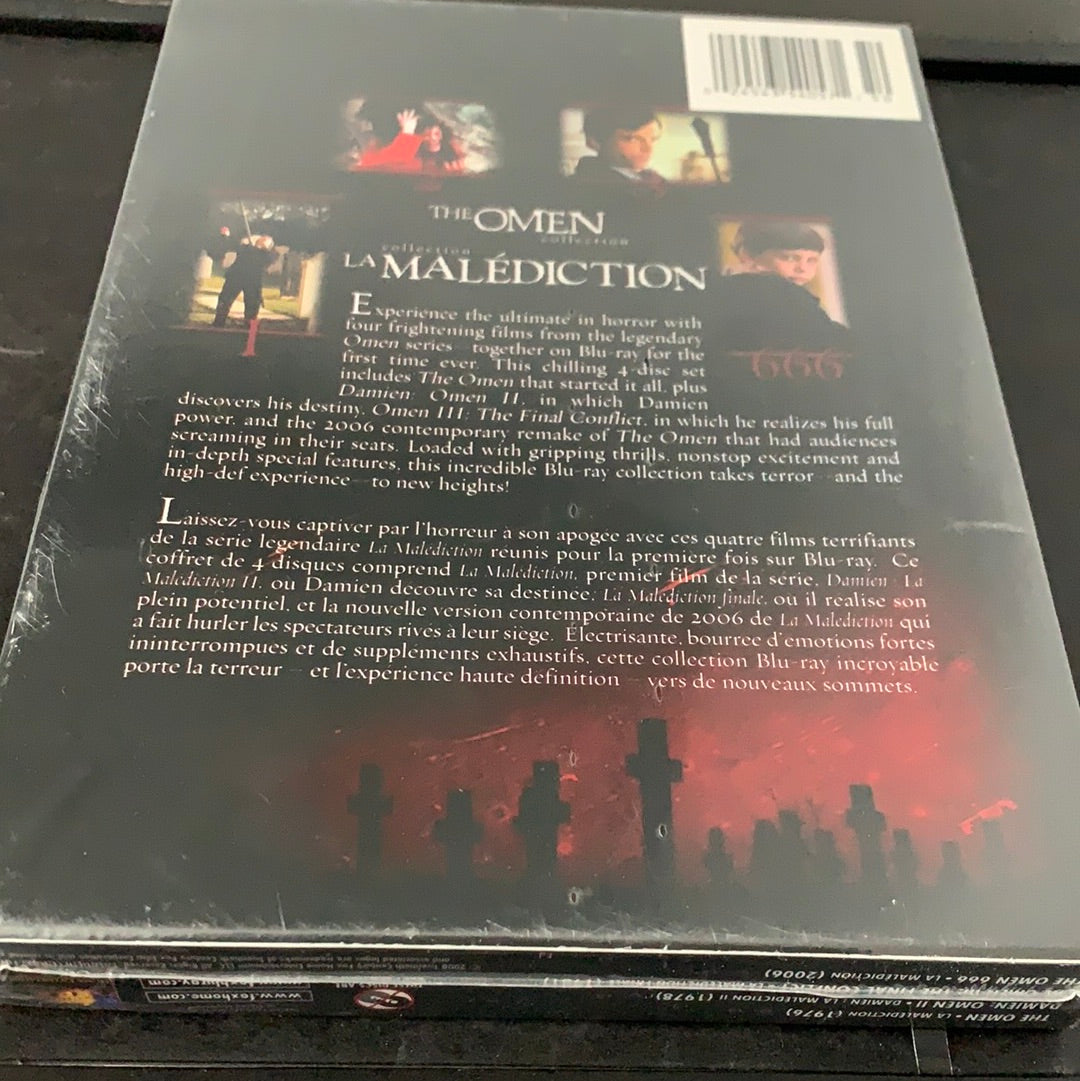 THE OMEN
collection
collection
LA MALÉDICTION
Experience the ultimate in horror with
four frightening films from the legendary
Omen series together on Blu-ray for the
first time ever. This chilling 4-disc set
includes The Omen that started it all, plus
Damien: Omen II, in which Damien
discovers his destiny, Omen III: The Final Conflict, in which he realizes his full
power, and the 2006 contemporary remake of The Omen that had audiences
screaming in their seats. Loaded with gripping thrills, nonstop excitement and
in-depth special features, this incredible Blu-ray collection takes terror — and the
high-def experience — to new heights!
666
Laissez-vous captiver par l'horreur à son apogée avec ces quatre films terrifiants
de la série légendaire La Malédiction réunis pour la première fois sur Blu-ray. Ce
coffret de 4 disques comprend La Malédiction, premier film de la série, Damien : La
Malédiction II, où Damien découvre sa destinée, La Malédiction finale, où il réalise son
plein potentiel, et la nouvelle version contemporaine de 2006 de La Malédiction qui
a fait hurler les spectateurs rivés à leur siège. Électrisante, bourrée d'émotions fortes
ininterrompues et de suppléments exhaustifs, cette collection Blu-ray incroyable
porte la terreur — et l'expérience haute définition — vers de nouveaux sommets.
THE OMEN 666 • LA MALÉDICTION (2006)
DAMIEN: OMEN II • DAMIEN : LA MALÉDICTION II (1978)
THE OMEN • LA MALÉDICTION (1976)
www.foxhome.com